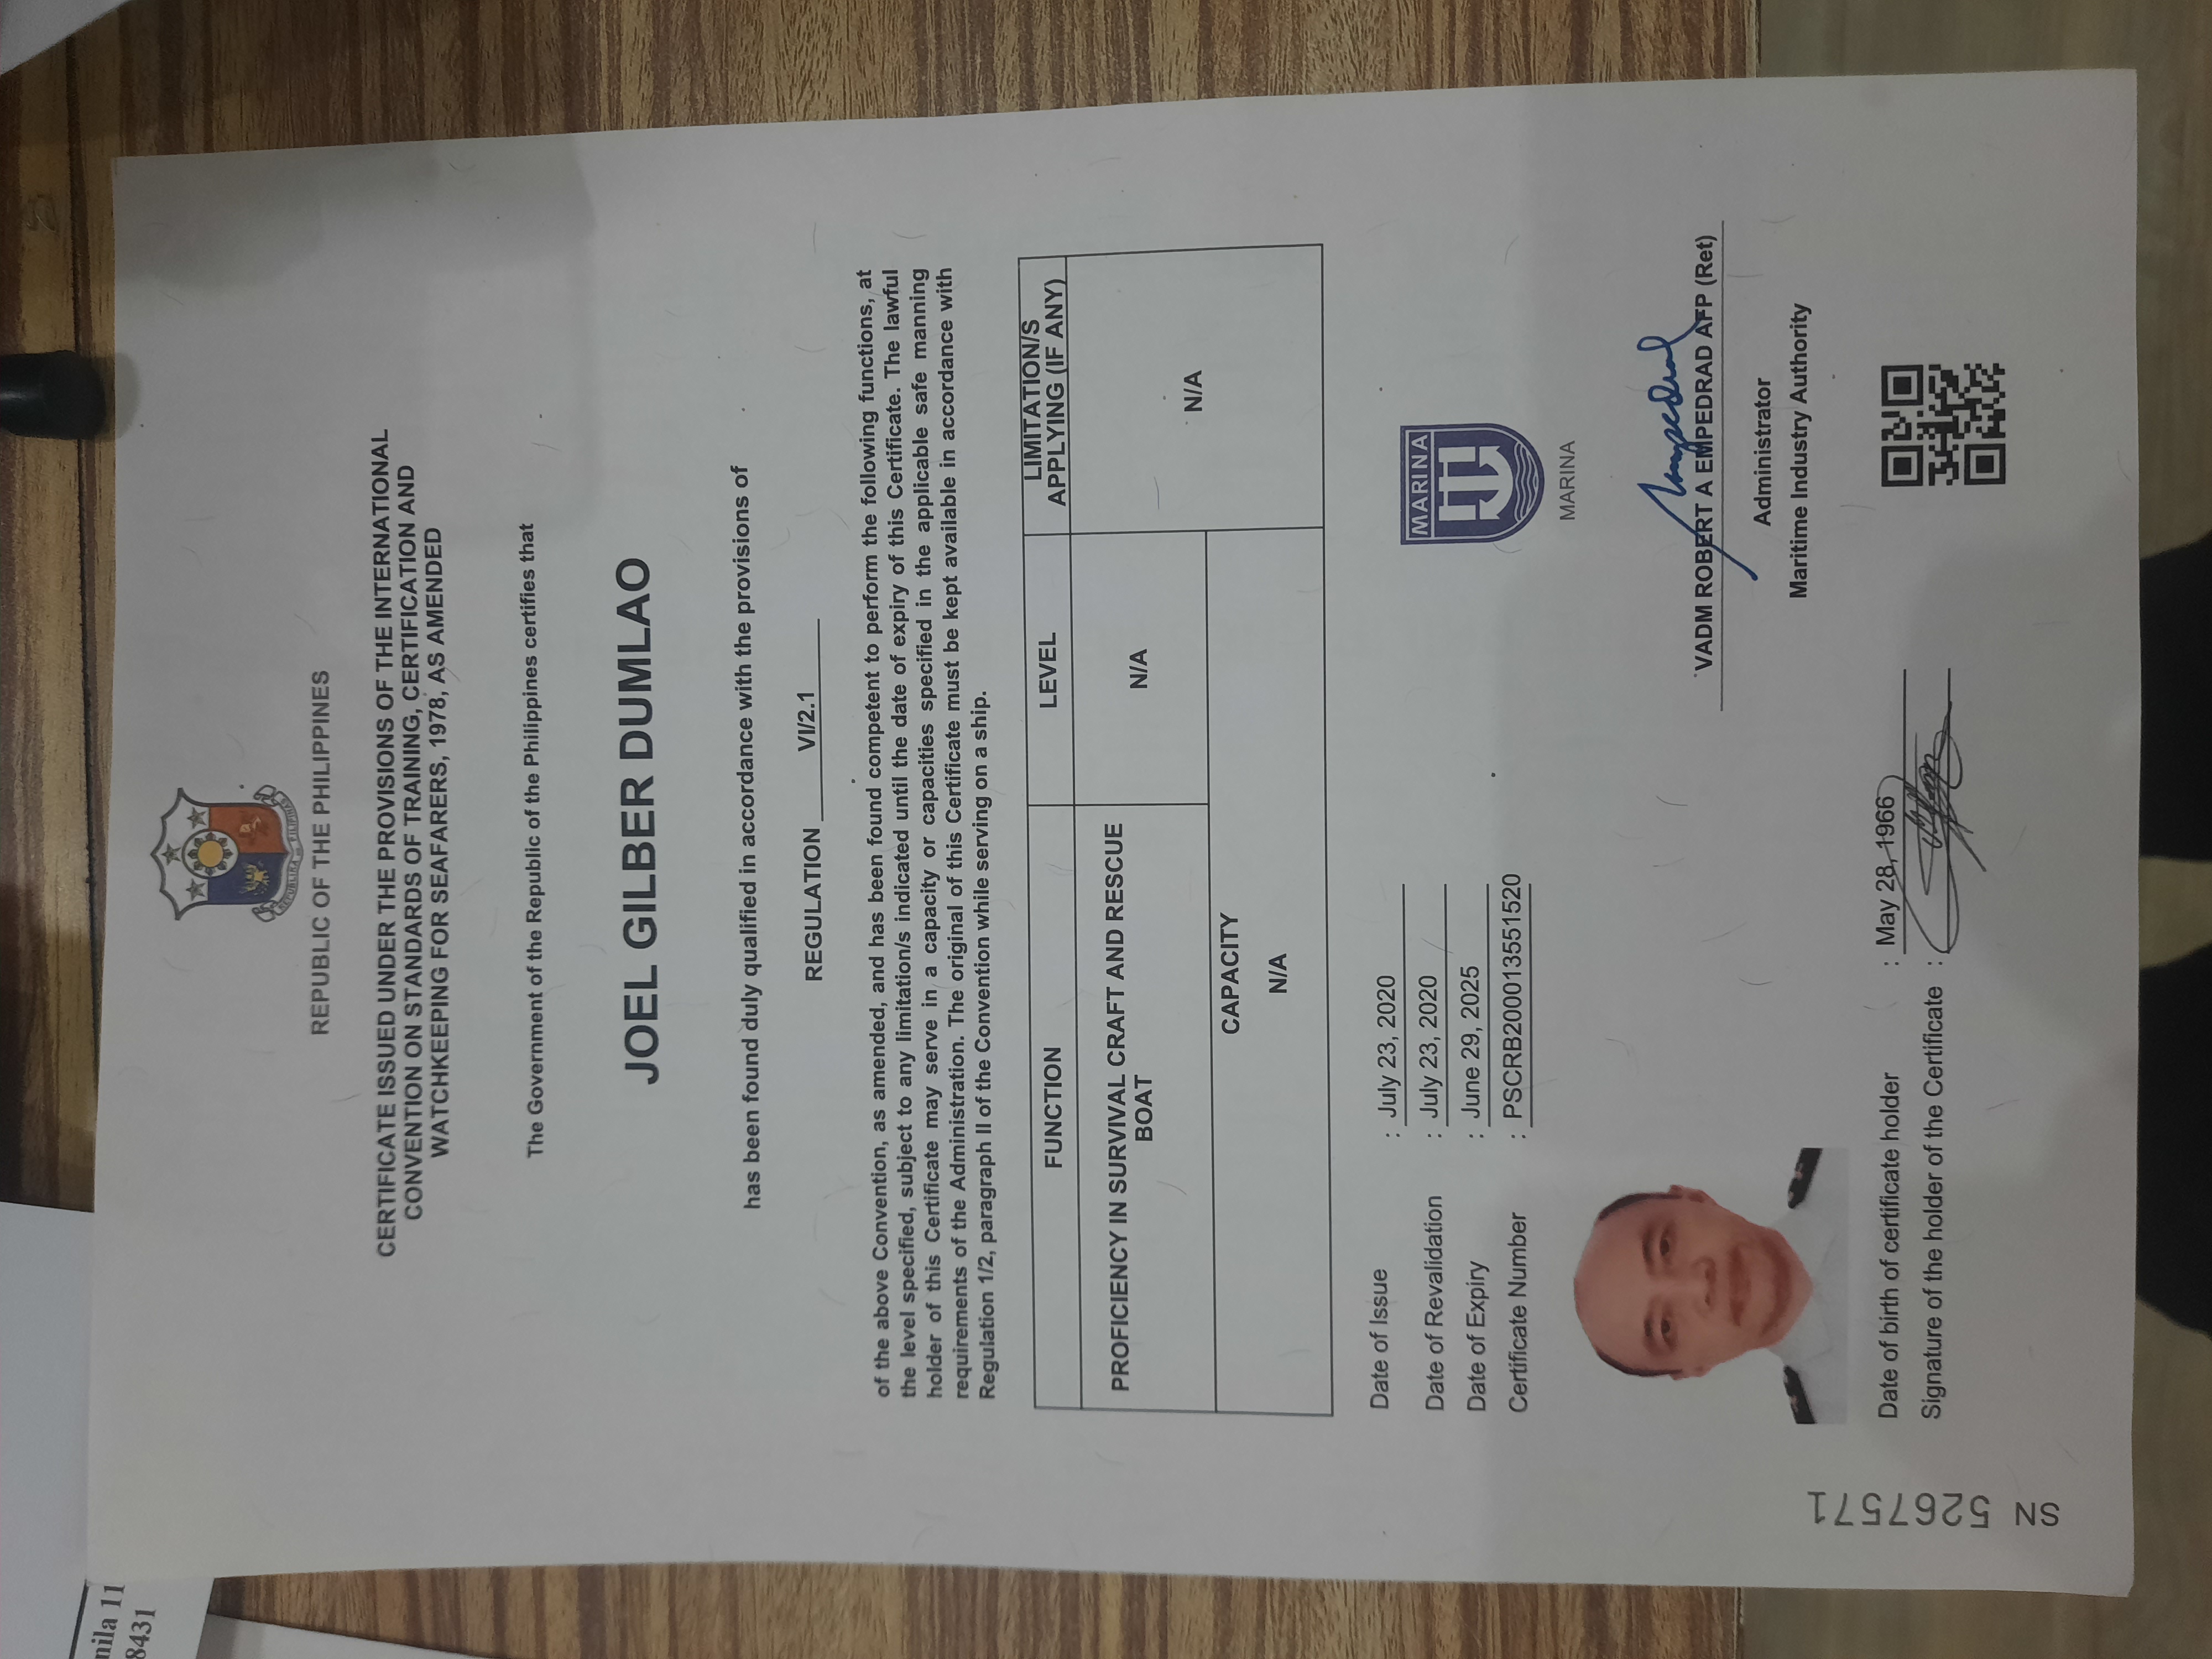 nila 11
8431
REPUBLIKA NG PILIPINAS
REPUBLIC OF THE PHILIPPINES
CERTIFICATE ISSUED UNDER THE PROVISIONS OF THE INTERNATIONAL
CONVENTION ON STANDARDS OF TRAINING, CERTIFICATION AND
WATCHKEEPING FOR SEAFARERS, 1978, AS AMENDED
The Government of the Republic of the Philippines certifies that
JOEL GILBER DUMLAO
has been found duly qualified in accordance with the provisions of
REGULATION VI/2.1
of the above Convention, as amended, and has been found competent to perform the following functions, at
the level specified, subject to any limitation/s indicated until the date of expiry of this Certificate. The lawful
holder of this Certificate may serve in a capacity or capacities specified in the applicable safe manning
requirements of the Administration. The original of this Certificate must be kept available in accordance with
Regulation 1/2, paragraph II of the Convention while serving on a ship.
FUNCTION LEVEL LIMITATION/S
APPLYING (IF ANY)
PROFICIENCY IN SURVIVAL CRAFT AND RESCUE
BOAT
N/A
N/A
CAPACITY
N/A
Date of Issue : July 23, 2020
Date of Revalidation : July 23, 2020
Date of Expiry : June 29, 2025
Certificate Number : PSCRB200013551520
MARINA
MARINA
VADM ROBERT A EMPEDRAD AFP (Ret)
Administrator
Maritime Industry Authority
Date of birth of certificate holder : May 28, 1966
Signature of the holder of the Certificate :
SN 5267571